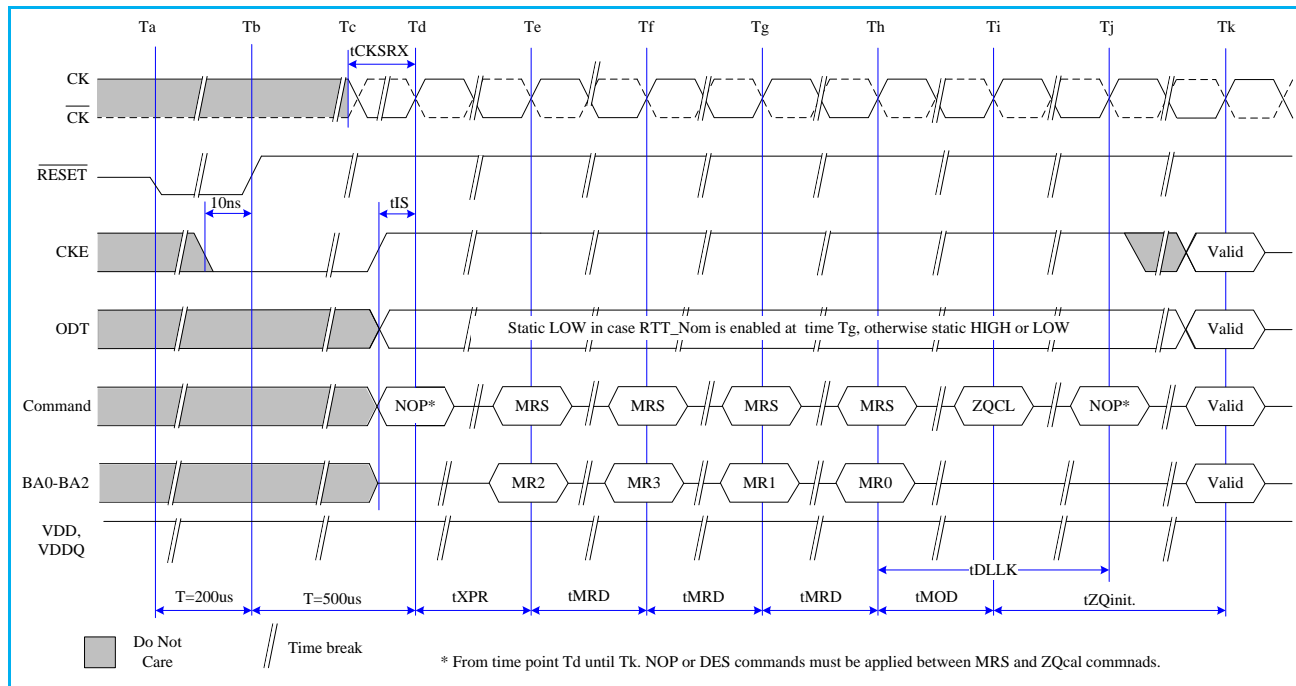 Ta Tb Tc Td Te Tf Tg Th Ti Tj Tk
tCKSRX
CK
CK
RESET
10ns
tIS
CKE
Valid
ODT
Static LOW in case RTT_Nom is enabled at time Tg, otherwise static HIGH or LOW
Valid
Command
NOP* MRS MRS MRS MRS ZQCL NOP* Valid
BA0-BA2
MR2 MR3 MR1 MR0 Valid
VDD,
VDDQ
tDLLK
T=200us T=500us tXPR tMRD tMRD tMRD tMOD tZQinit.
Do Not
Care
Time break
* From time point Td until Tk. NOP or DES commands must be applied between MRS and ZQcal commnads.